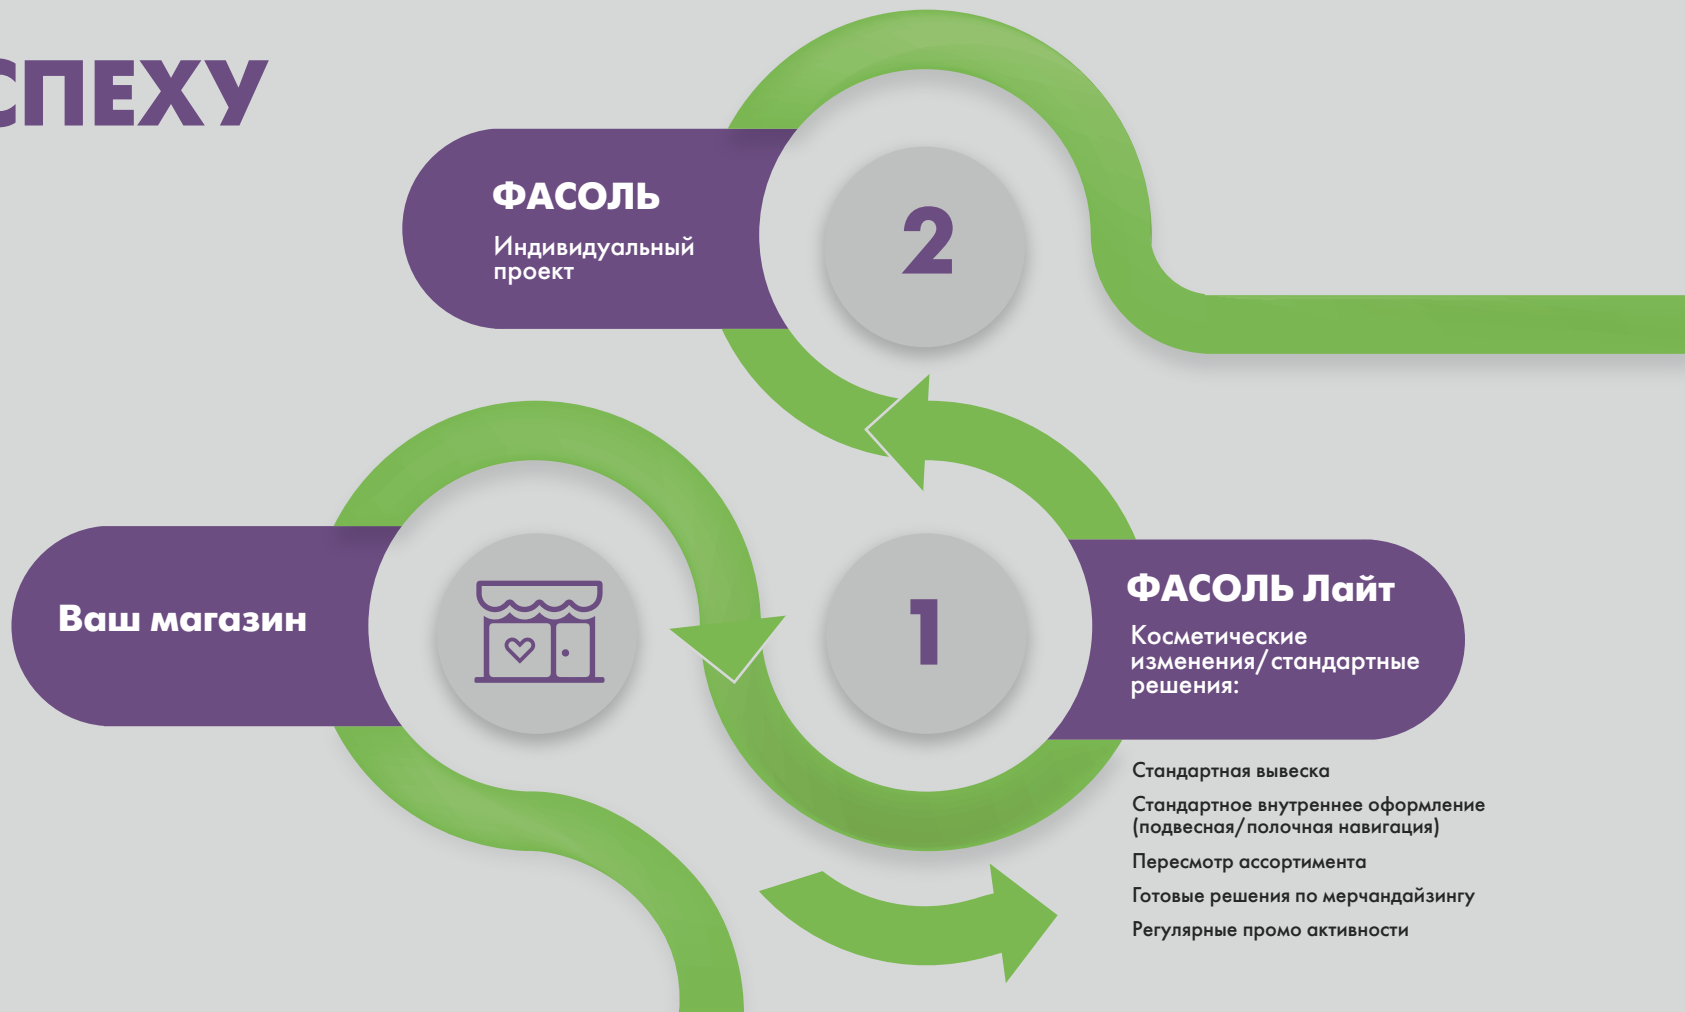 СПЕХУ
ФАСОЛЬ
Индивидуальный
проект
2
Ваш магазин
1
ФАСОЛЬ Лайт
Косметические
изменения/стандартные
решения:
Стандартная вывеска
Стандартное внутреннее оформление
(подвесная/полочная навигация)
Пересмотр ассортимента
Готовые решения по мерчандайзингу
Регулярные промо активности